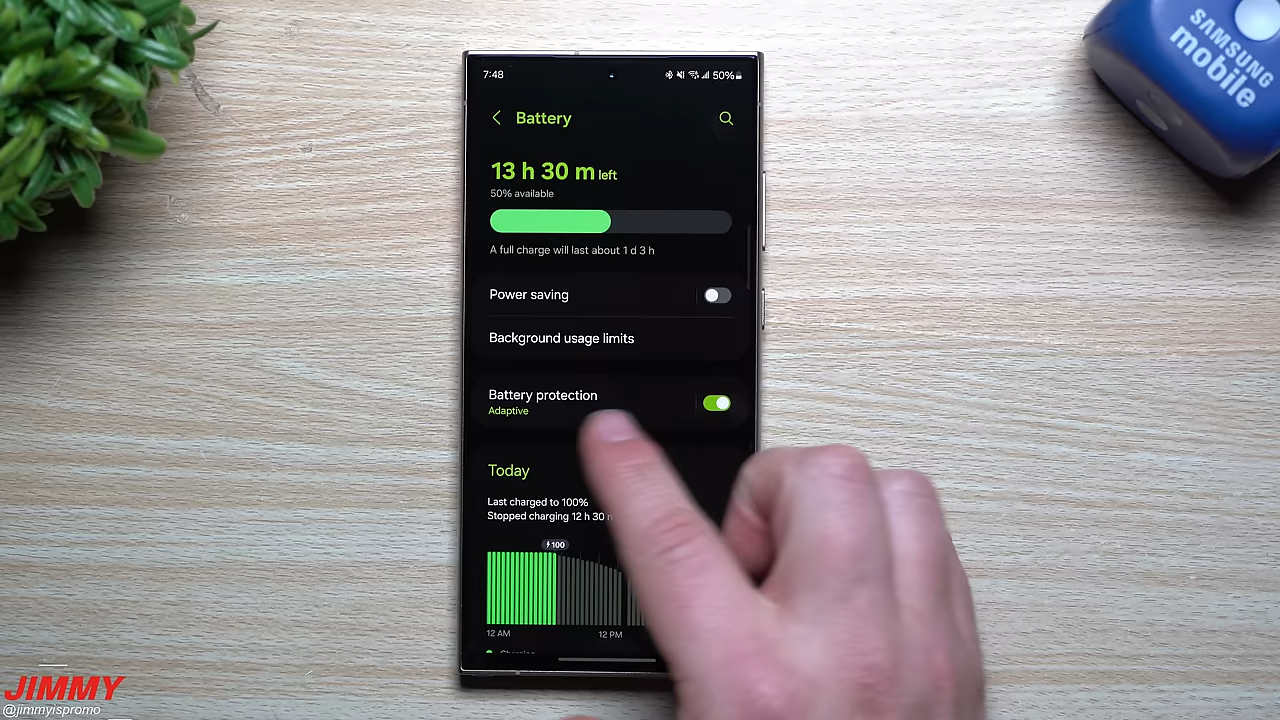 SAMSUNG
mobile
7:48
50%
Battery
13 h 30 m left
50% available
A full charge will last about 1 d 3 h
Power saving
Background usage limits
Battery protection
Adaptive
Today
Last charged to 100%
Stopped charging 12 h 30
100
12 AM
12 PM
JIMMY
@jimmyispromo